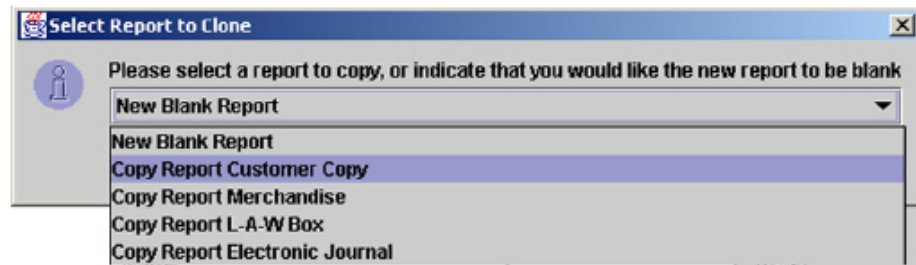 Select Report to Clone
Please select a report to copy, or indicate that you would like the new report to be blank
New Blank Report
New Blank Report
Copy Report Customer Copy
Copy Report Merchandise
Copy Report L-A-W Box
Copy Report Electronic Journal